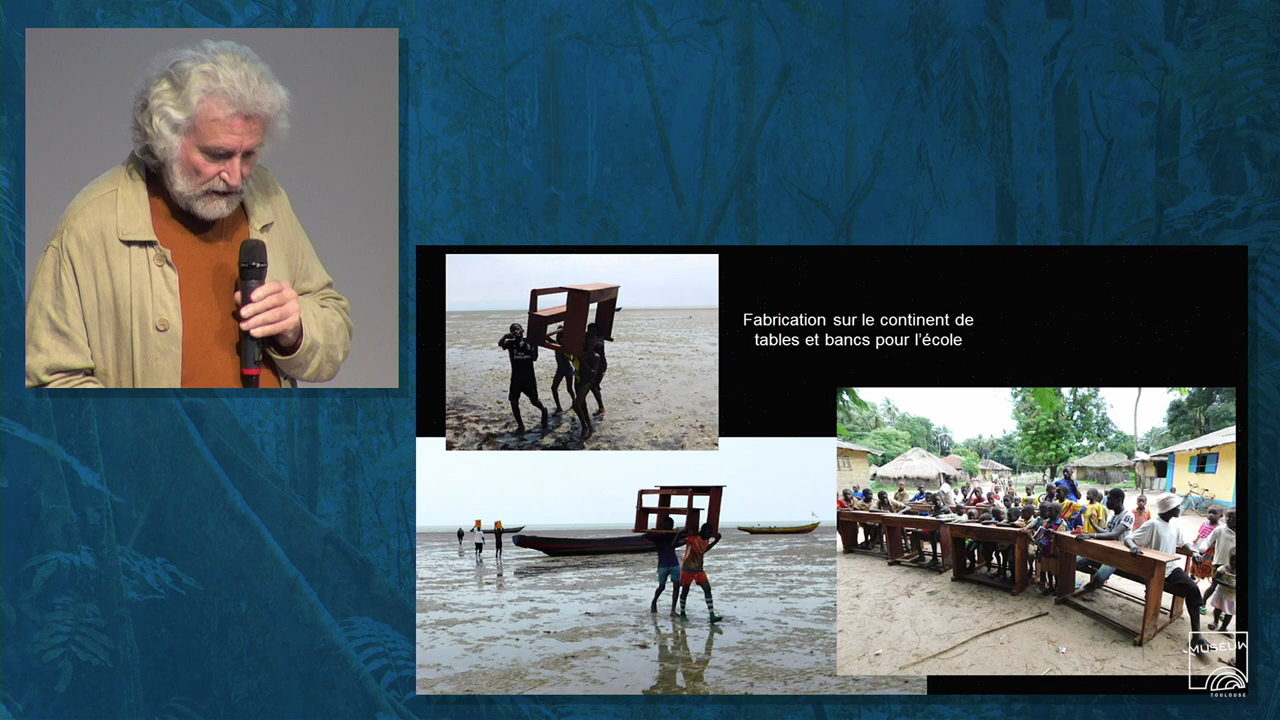 Fabrication sur le continent de
tables et bancs pour l'école
MUSEUM
TOULOUSE